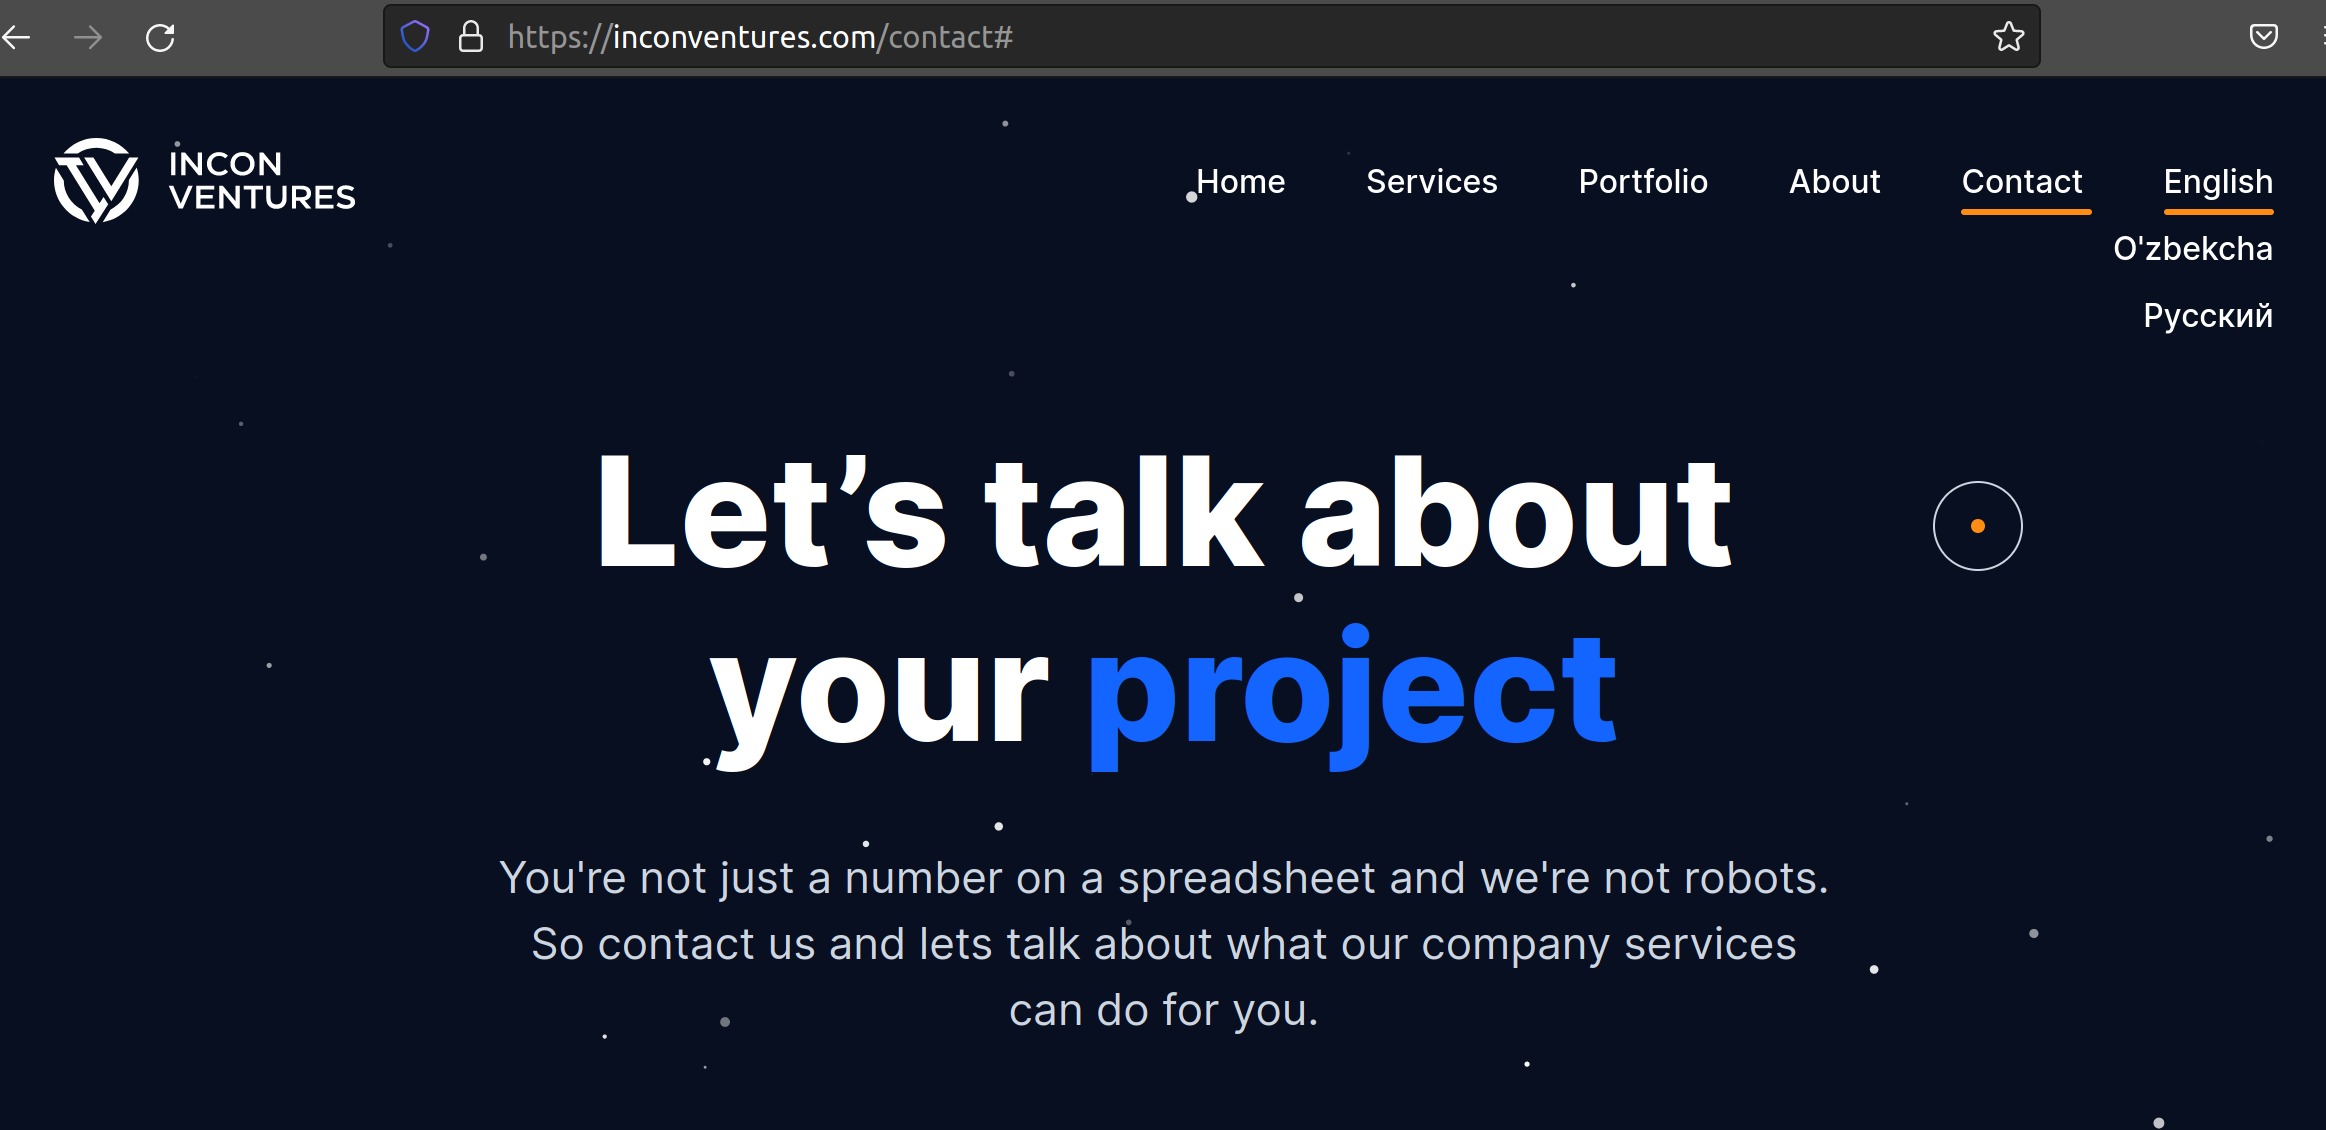 https://inconventures.com/contact#
INCON
VENTURES
Home Services Portfolio About Contact English
O'zbekcha
Русский
Let’s talk about
your project
You're not just a number on a spreadsheet and we're not robots.
So contact us and lets talk about what our company services
can do for you.